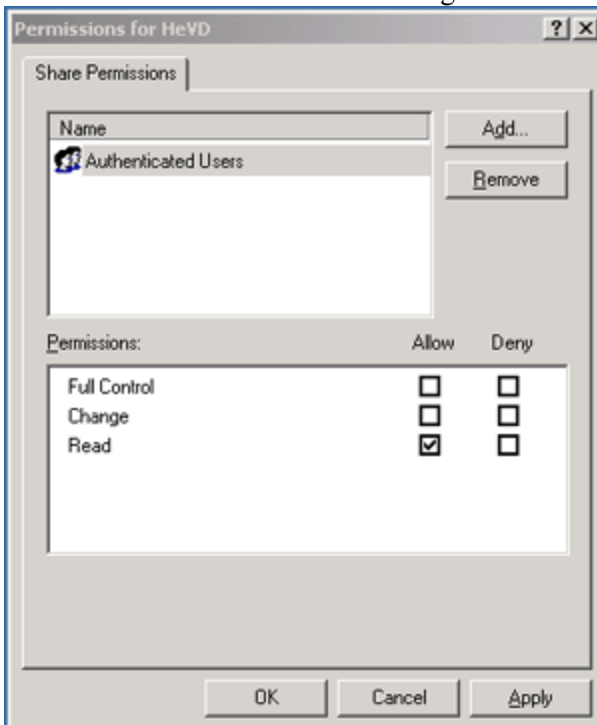 Permissions for HeVD
Share Permissions
Name
Add...
Authenticated Users
Remove
Permissions: Allow Deny
Full Control
Change
Read
OK Cancel Apply